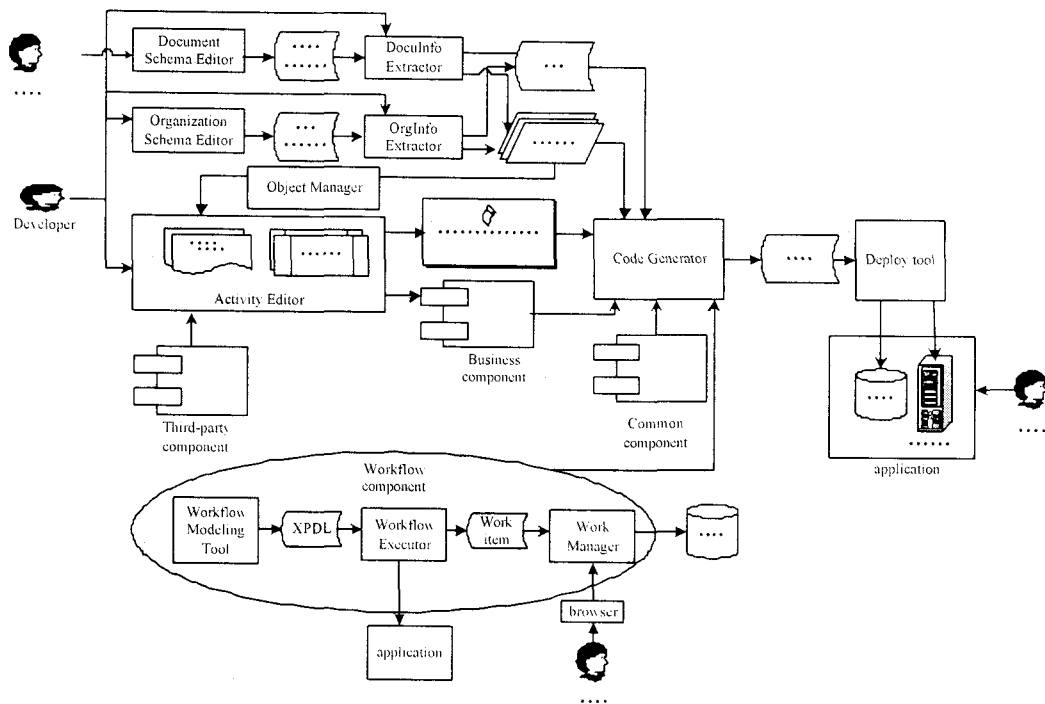 Document
Schema Editor
DocuInfo
Extractor
Organization
Schema Editor
OrgInfo
Extractor
Object Manager
Developer
Activity Editor
Code Generator
Deploy tool
Business
component
Third-party
component
Common
component
application
Workflow
component
Workflow
Modeling
Tool
XPDL
Workflow
Executor
Work
item
Work
Manager
browser
application